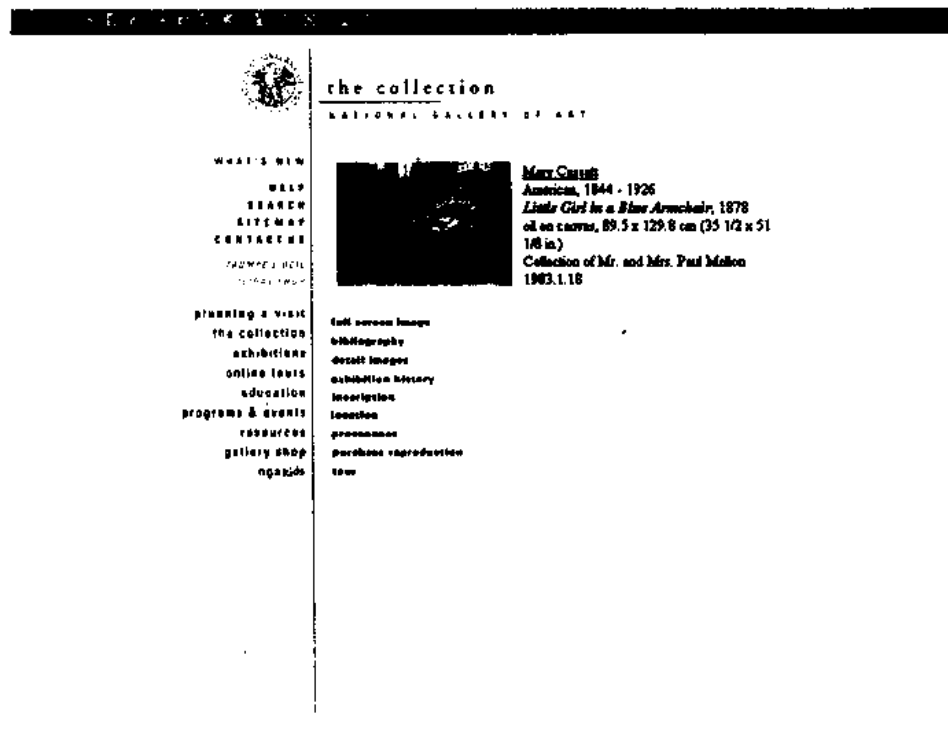 the collection
NATIONAL GALLERY OF ART
WHAT'S NEW
HELP
SEARCH
SITEMAP
CONTACT US
planning a visit
the collection
exhibitions
online tours
education
programs & events
resources
gallery shop
ngakids
Mary Cassatt
American, 1844 - 1926
Little Girl in a Blue Armchair, 1878
oil on canvas, 89.5 x 129.8 cm (35 1/2 x 51
1/8 in.)
Collection of Mr. and Mrs. Paul Mellon
1983.1.18
full screen image
bibliography
detail images
exhibition history
inscription
location
provenance
purchase reproduction
tour